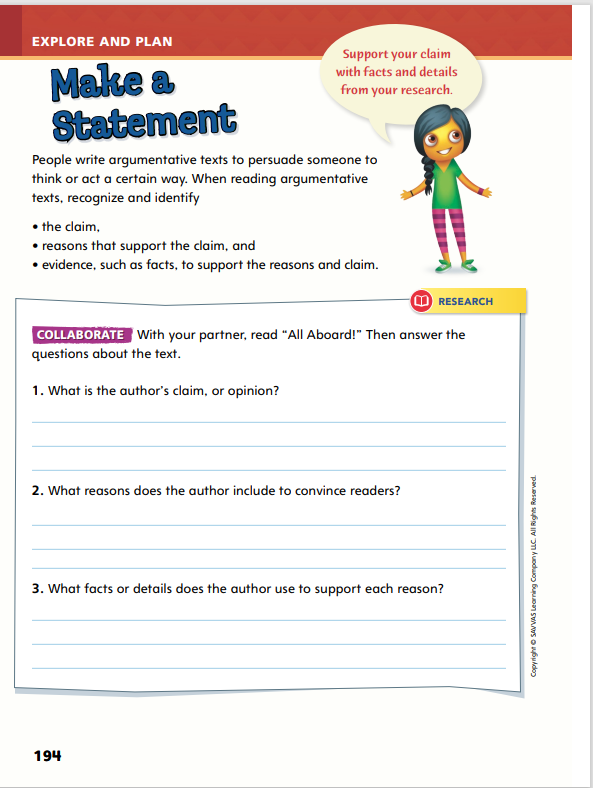 EXPLORE AND PLAN
Make a
Statement
Support your claim
with facts and details
from your research.
People write argumentative texts to persuade someone to
think or act a certain way. When reading argumentative
texts, recognize and identify
• the claim,
• reasons that support the claim, and
• evidence, such as facts, to support the reasons and claim.
RESEARCH
COLLABORATE With your partner, read “All Aboard!” Then answer the
questions about the text.
1. What is the author’s claim, or opinion?
2. What reasons does the author include to convince readers?
3. What facts or details does the author use to support each reason?
Copyright © SAVVAS Learning Company LLC. All Rights Reserved.
194